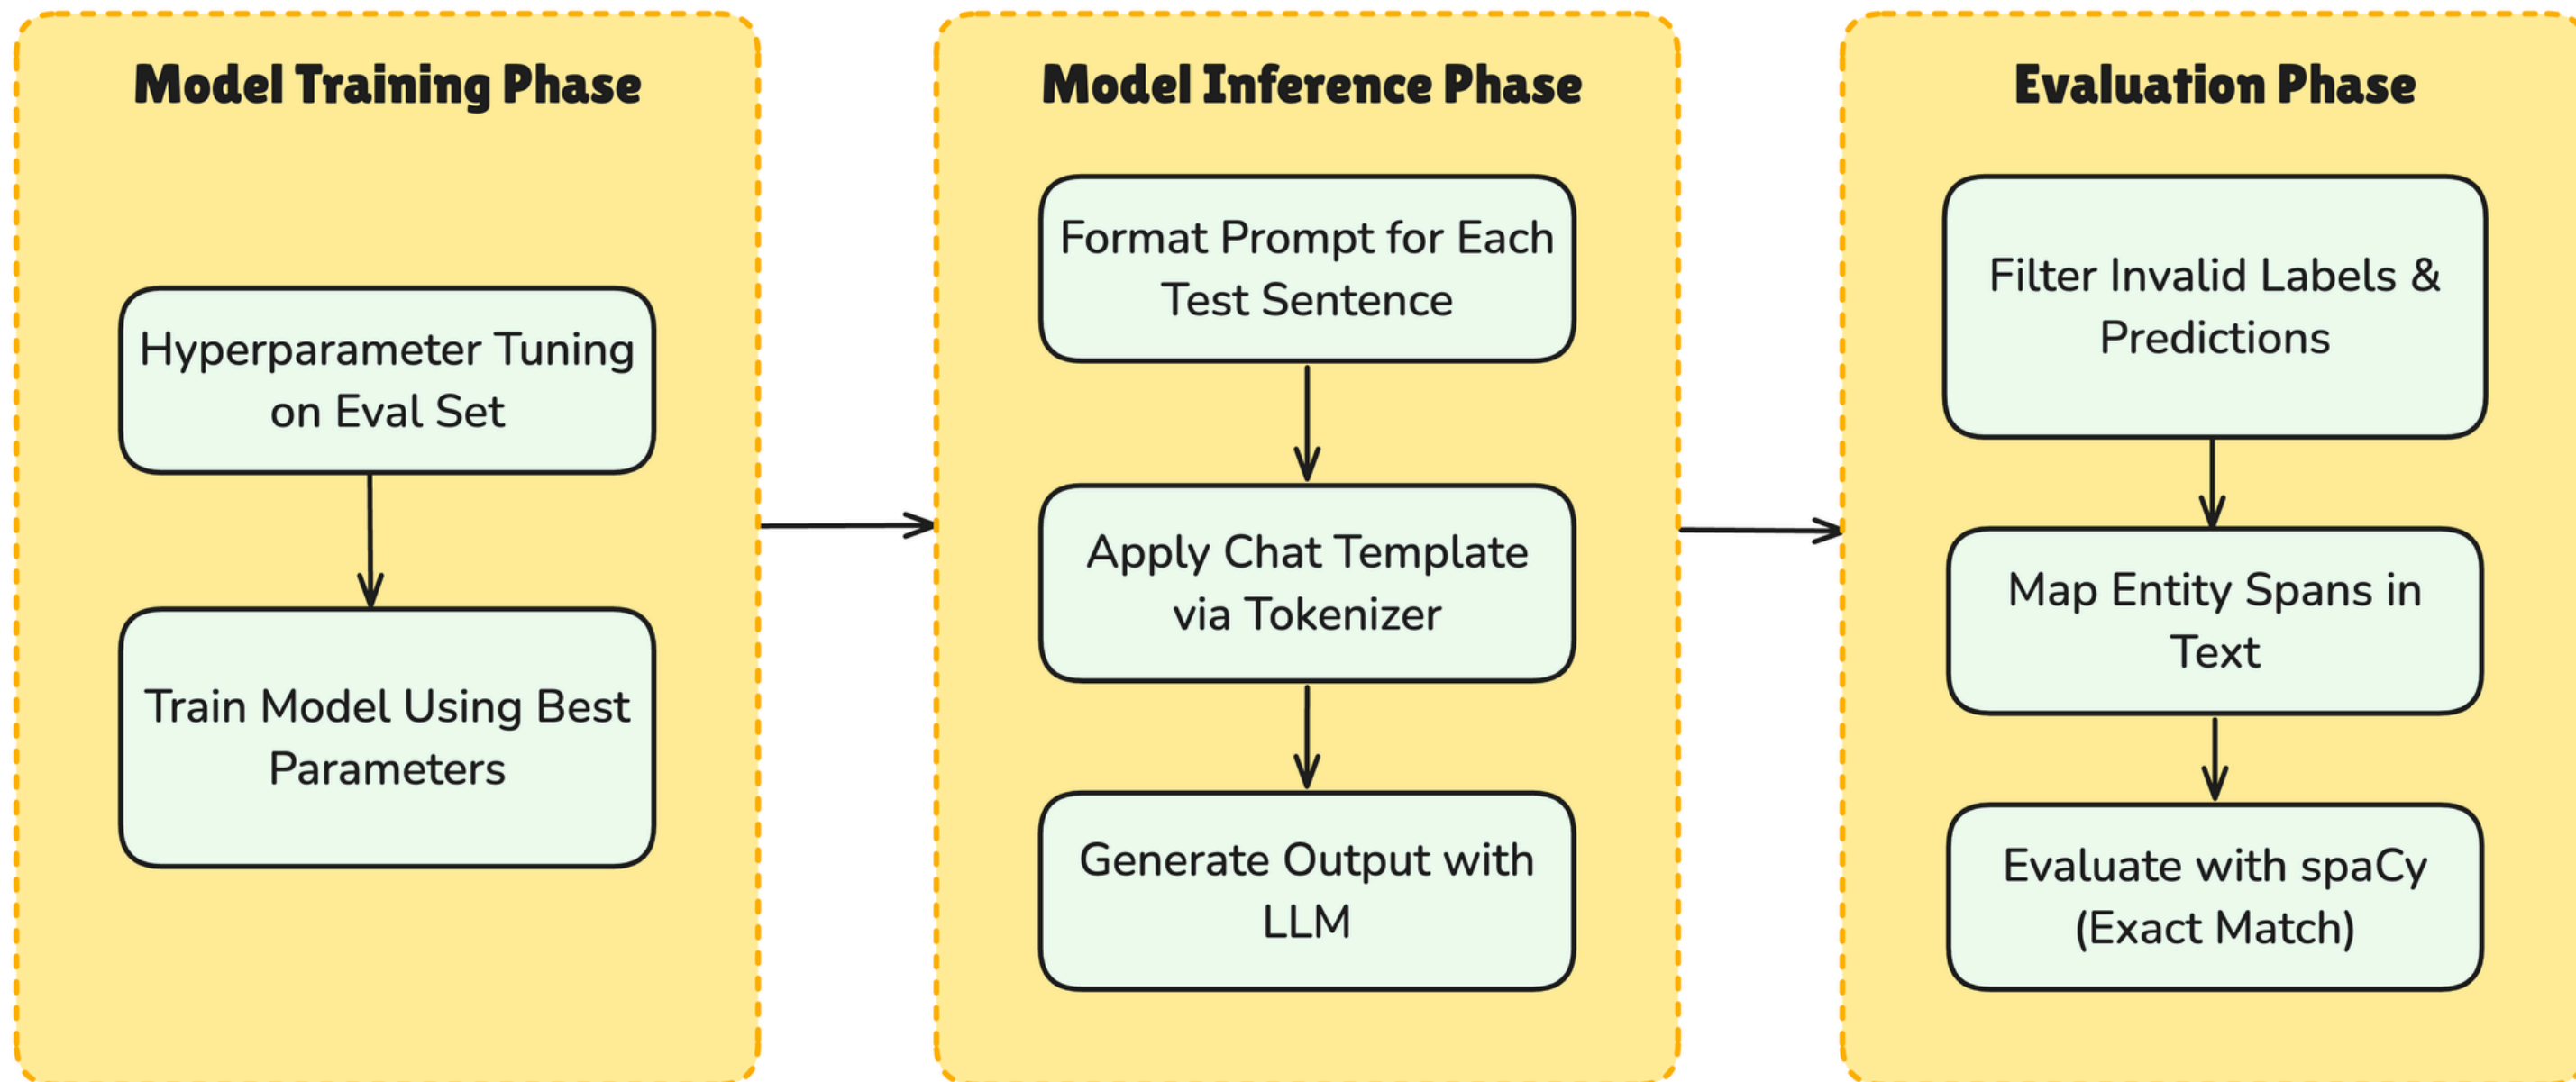 Model Training Phase
Hyperparameter Tuning
on Eval Set
Train Model Using Best
Parameters
Model Inference Phase
Format Prompt for Each
Test Sentence
Apply Chat Template
via Tokenizer
Generate Output with
LLM
Evaluation Phase
Filter Invalid Labels &
Predictions
Map Entity Spans in
Text
Evaluate with spaCy
(Exact Match)